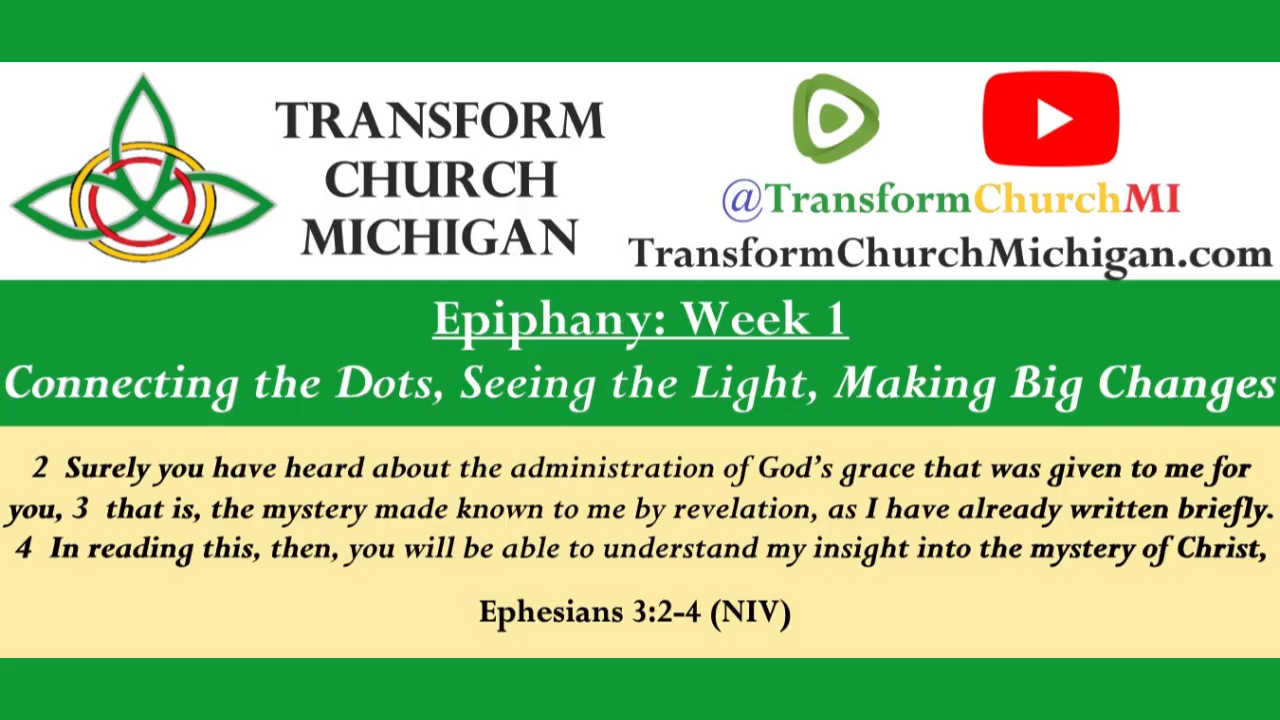 TRANSFORM
CHURCH
MICHIGAN
@TransformChurchMI
TransformChurchMichigan.com
Epiphany: Week 1
Connecting the Dots, Seeing the Light, Making Big Changes
2 Surely you have heard about the administration of God's grace that was given to me for
you, 3 that is, the mystery made known to me by revelation, as I have already written briefly.
4 In reading this, then, you will be able to understand my insight into the mystery of Christ,
Ephesians 3:2-4 (NIV)